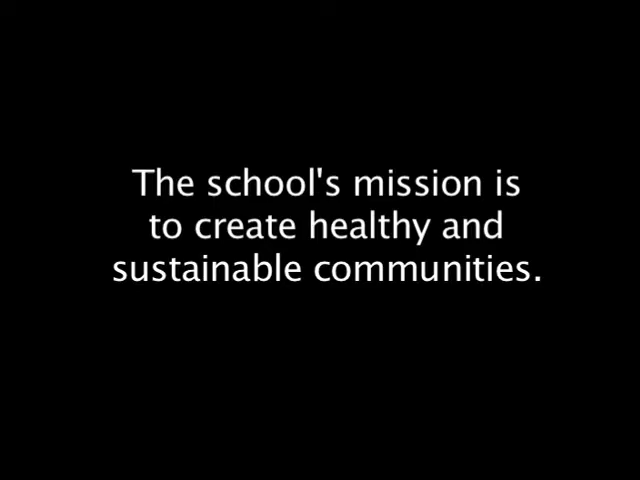 The school's mission is
to create healthy and
sustainable communities.